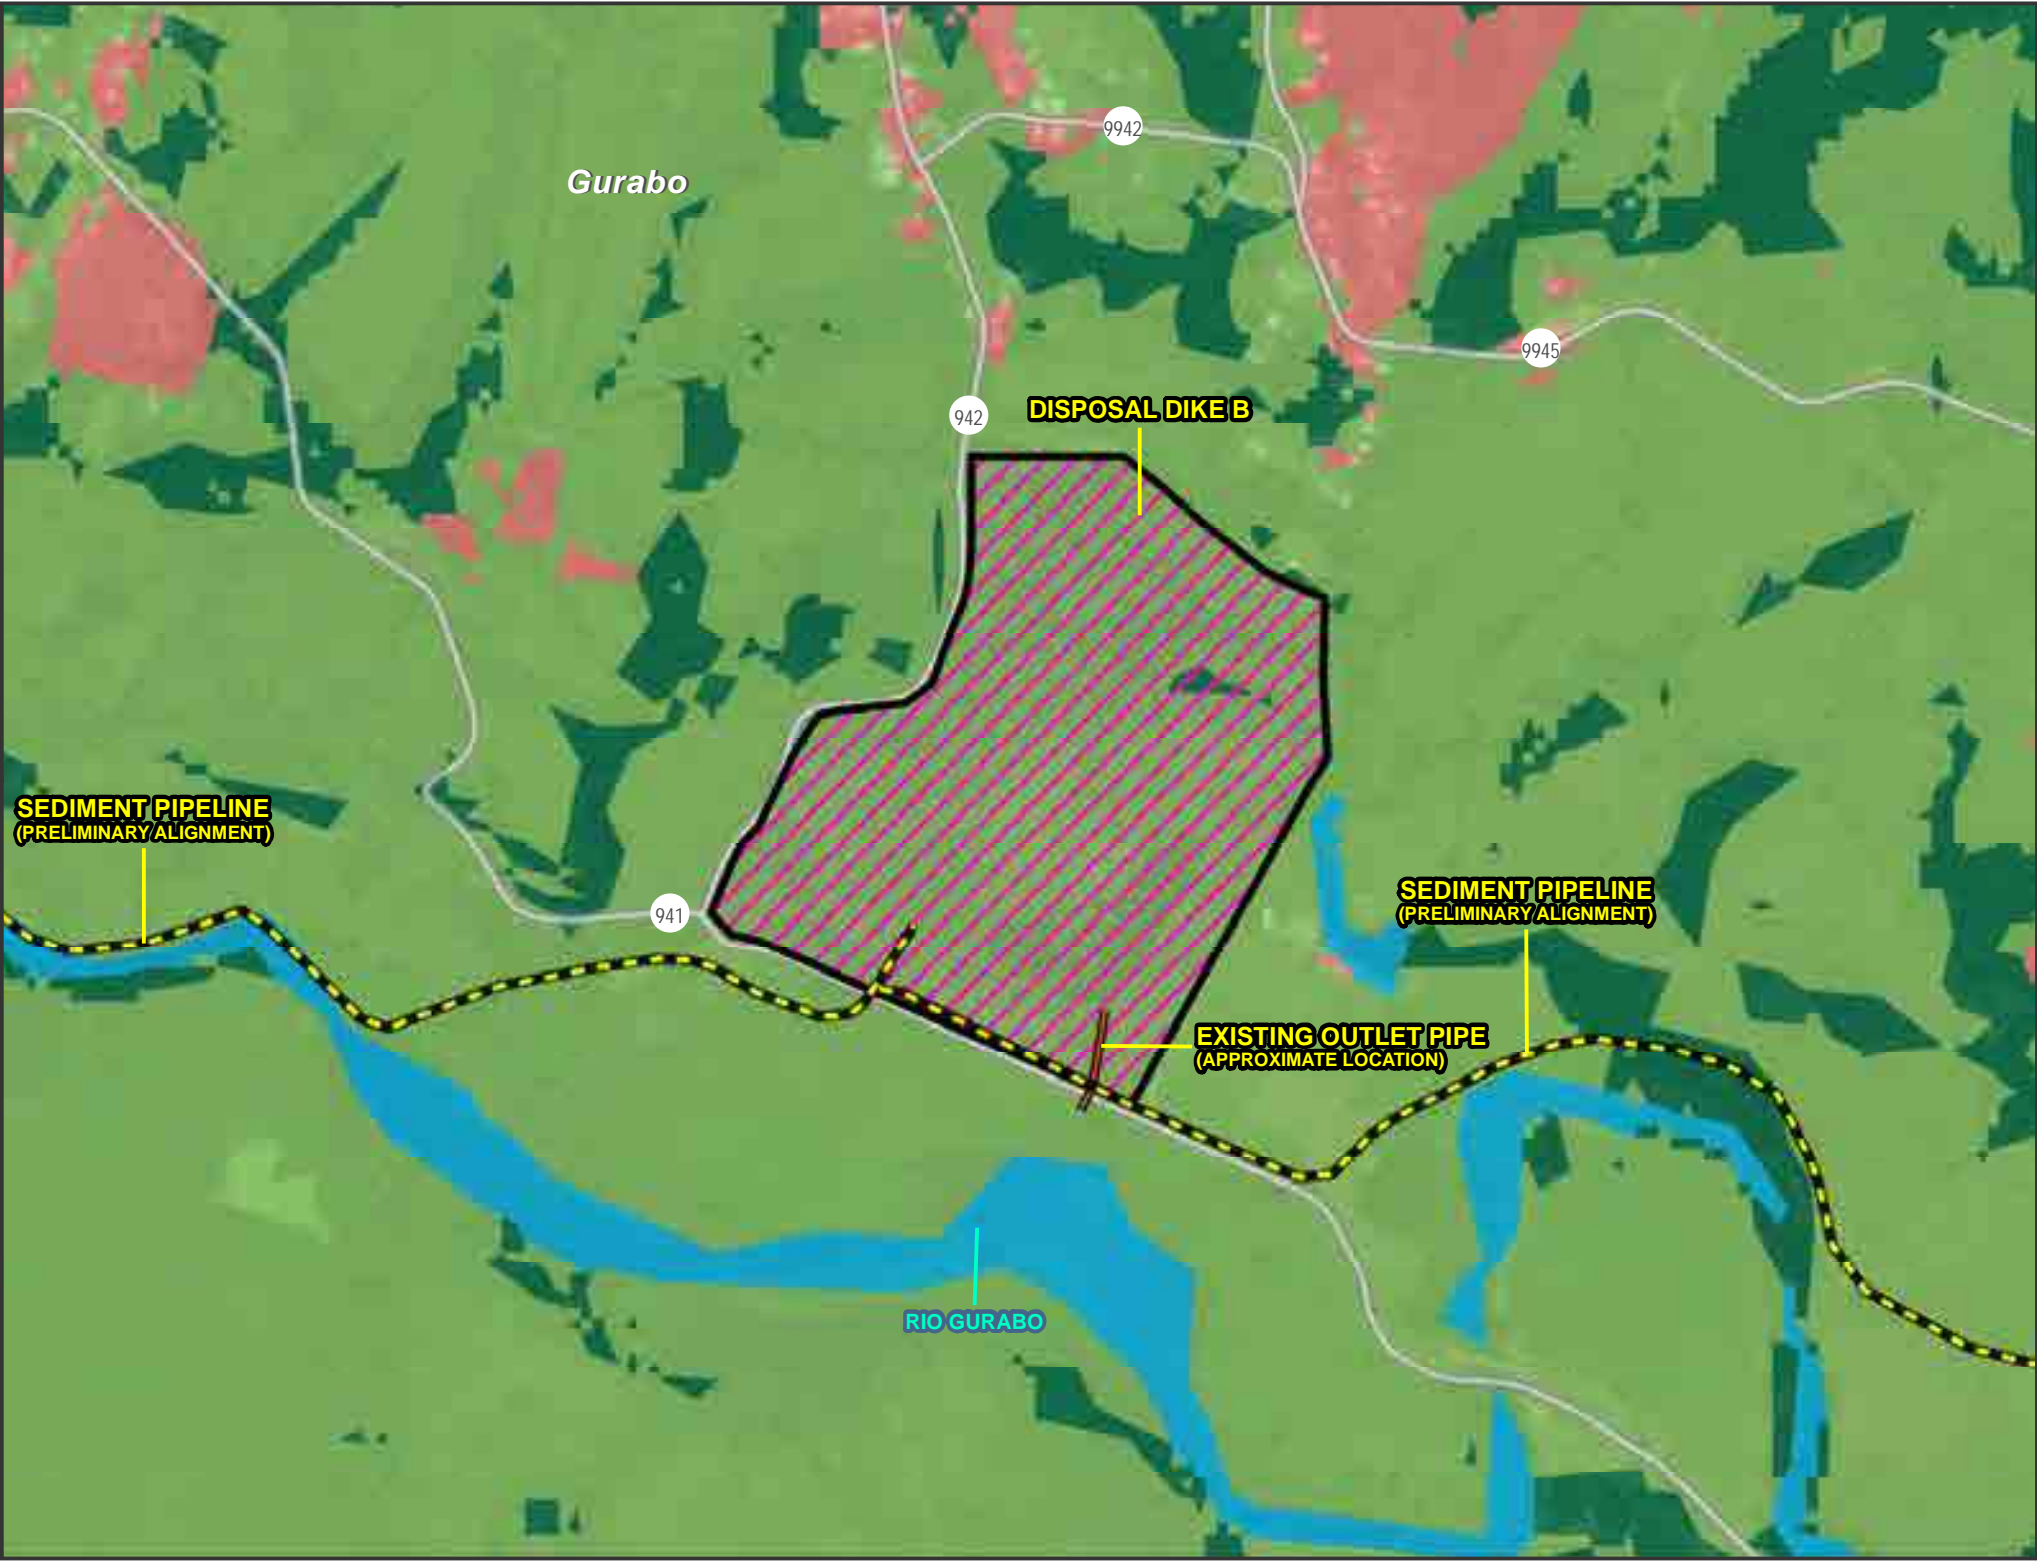 9942
Gurabo
9945
942
DISPOSAL DIKE B
SEDIMENT PIPELINE
(PRELIMINARY ALIGNMENT)
SEDIMENT PIPELINE
(PRELIMINARY ALIGNMENT)
941
EXISTING OUTLET PIPE
(APPROXIMATE LOCATION)
RIO GURABO